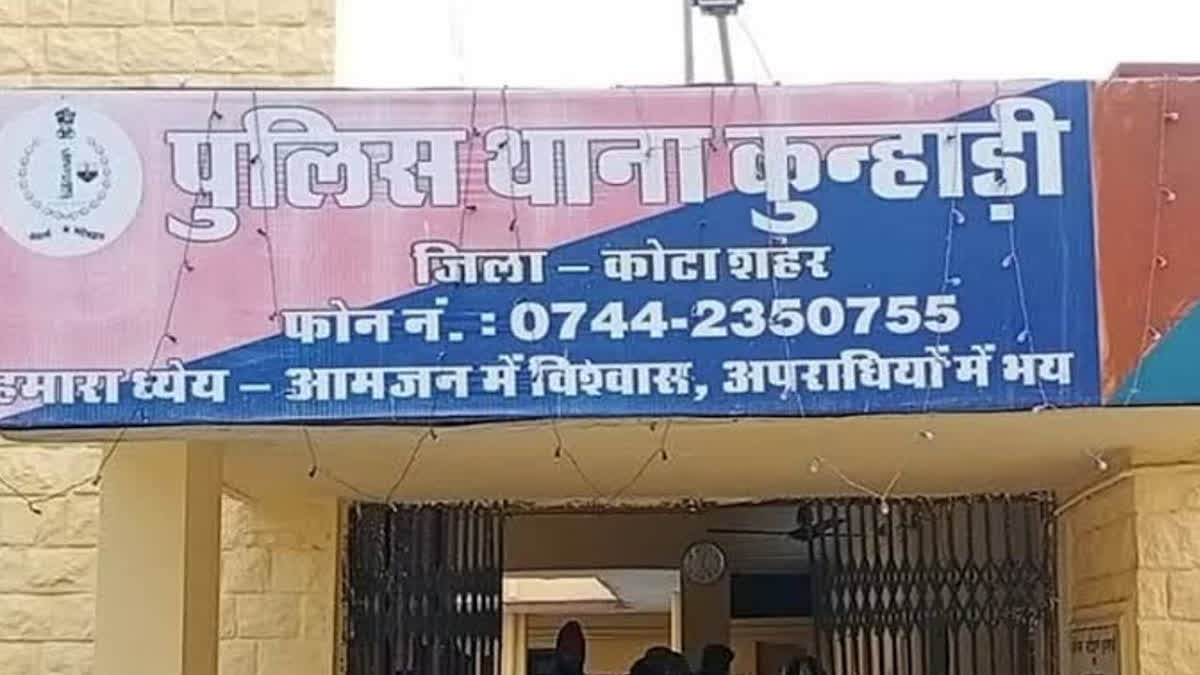 पुलिस थाना कुन्हाड़ी
जिला – कोटा शहर
फोन नं. : 0744-2350755
हमारा ध्येय – आमजन में विश्वास, अपराधियों में भय